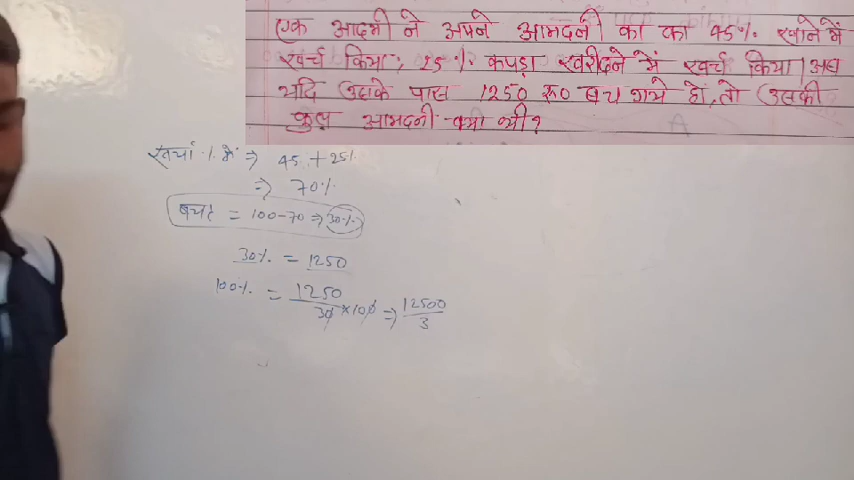 एक आदमी ने अपने आमदनी का का 45% खाने में
खर्च किया, 25% कपड़ा खरीदने में खर्च किया। अब
यदि उसके पास 1250 रू0 बच गये हो, तो उसकी
कुल आमदनी क्या थी?
खर्चा % में ⇒ 45 + 25%
⇒ 70%
बचत = 100-70 ⇒ 30%
30% = 1250
100% = 1250/30 × 100 ⇒ 12500/3